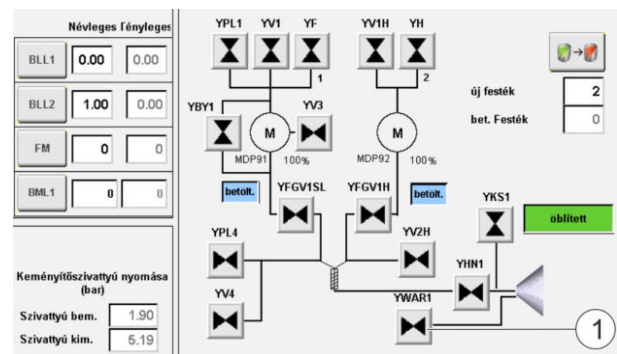 Névleges Tényleges
BLL1 0.00 0.00
BLL2 1.00 0.00
FM 0 0
BML1 0 0
Keményítőszivattyú nyomása
(bar)
Szivattyú bem. 1.90
Szivattyú kim. 5.19
YPL1 YV1 YF YV1H YH
1 2
YBY1 YV3
M M
MDP91 100% MDP92 100%
betölt. YFGV1SL YFGV1H betölt.
YPL4 YV2H
YV4
YKS1
YHN1
YWAR1
új festék 2
bet. Festék 0
öblített
1